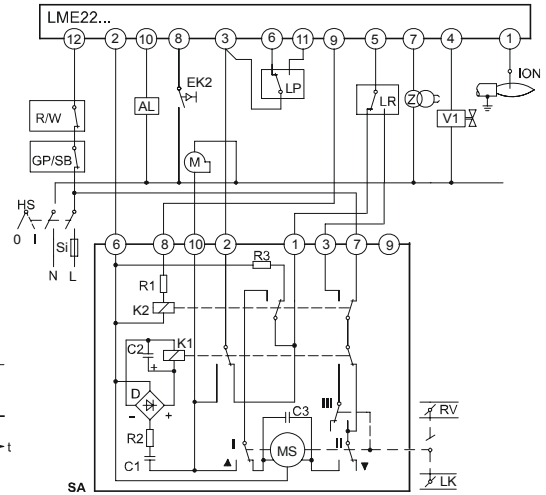 LME22...
12 2 10 8 3 6 11 9 5 7 4 1
EK2
ION
R/W
AL
LP
LR
Z
V1
GP/SB
M
HS
0 I
Si
N L
6 8 10 2 1 3 7 9
R3
R1
K2
C2
K1
+
D
- +
III
C3
RV
R2
I
MS
II
t
C1
SA
LK